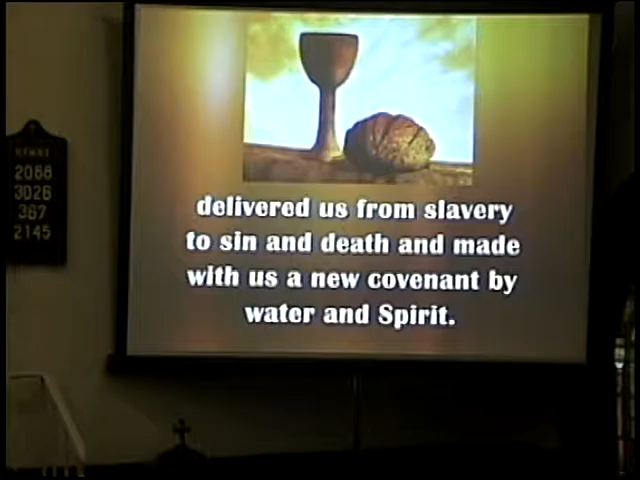 HYMNS
2068
3026
367
2145
delivered us from slavery
to sin and death and made
with us a new covenant by
water and Spirit.